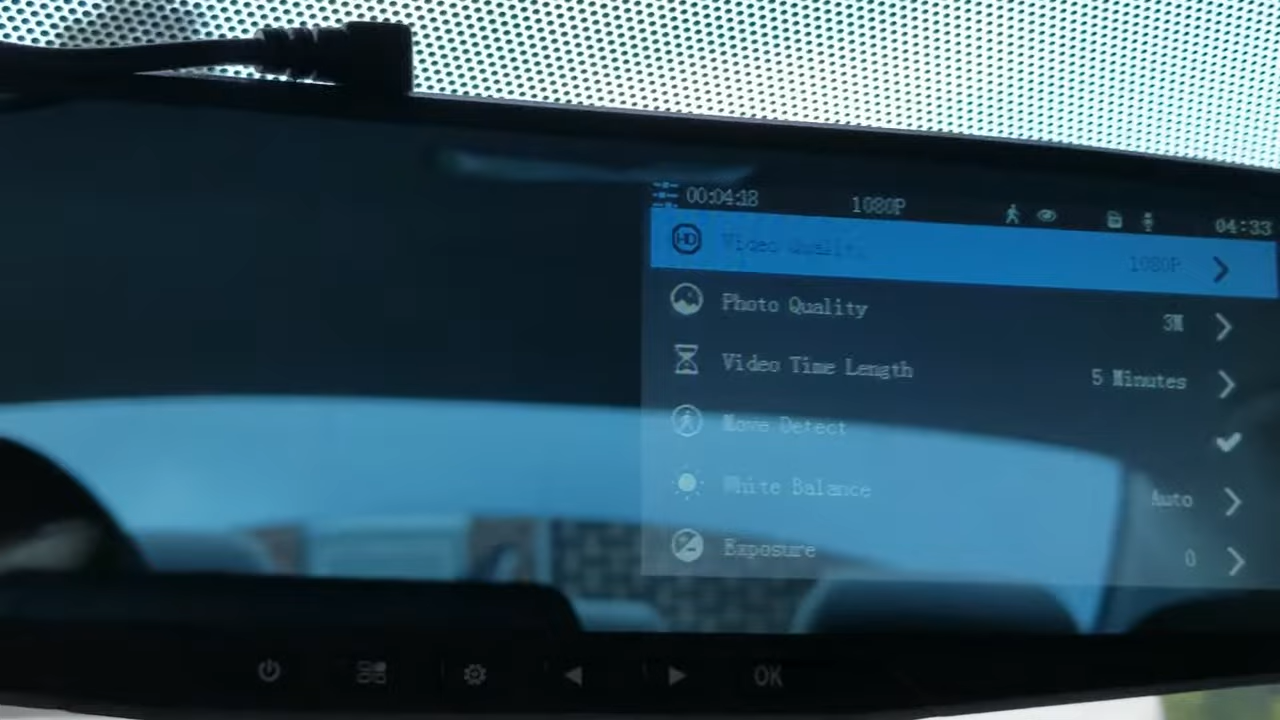 00:04:18 1080P 04:33
HD Video Quality 1080P
Photo Quality 3M
Video Time Length 5 Minutes
Move Detect
White Balance Auto
Exposure 0
OK